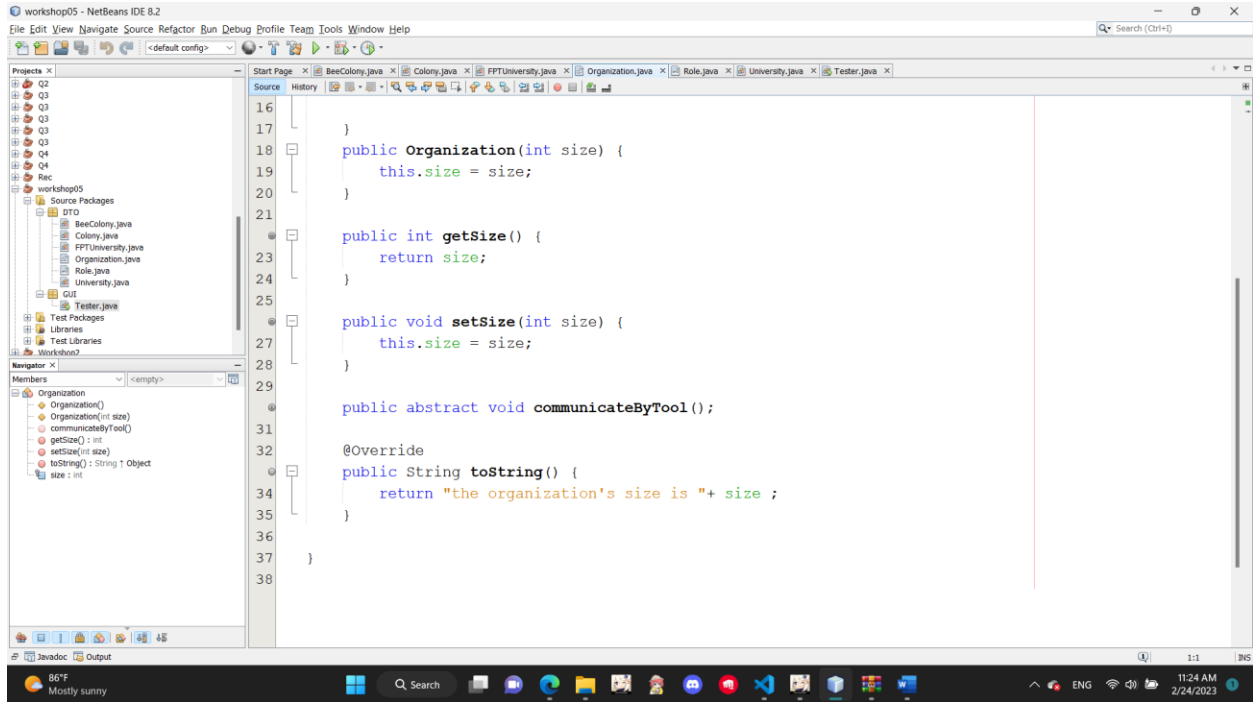 workshop05 - NetBeans IDE 8.2
File Edit View Navigate Source Refactor Run Debug Profile Team Tools Window Help
Search (Ctrl+I)
<default config>
Projects
Q2
Q3
Q3
Q3
Q3
Q3
Q4
Q4
Rec
workshop05
Source Packages
DTO
BeeColony.java
Colony.java
FPTUniversity.java
Organization.java
Role.java
University.java
GUI
Tester.java
Test Packages
Libraries
Test Libraries
Workshop2
Navigator
Members <empty>
Organization
Organization()
Organization(int size)
communicateByTool()
getSize() : int
setSize(int size)
toString() : String ↑ Object
size : int
Start Page BeeColony.java Colony.java FPTUniversity.java Organization.java Role.java University.java Tester.java
Source History
16
17 }
18 public Organization(int size) {
19 this.size = size;
20 }
21
public int getSize() {
23 return size;
24 }
25
public void setSize(int size) {
27 this.size = size;
28 }
29
public abstract void communicateByTool();
31
32 @Override
public String toString() {
34 return "the organization's size is "+ size ;
35 }
36
37 }
38
Javadoc Output
1:1 INS
86°F
Mostly sunny
Search
ENG
11:24 AM
2/24/2023
1